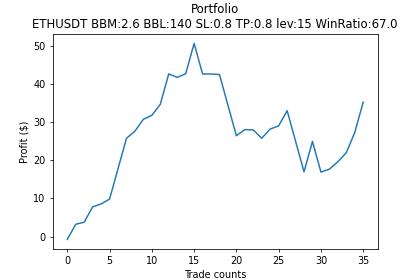 Portfolio
ETHUSDT BBM:2.6 BBL:140 SL:0.8 TP:0.8 lev:15 WinRatio:67.0
50
40
30
20
10
0
Profit ($)
0 5 10 15 20 25 30 35
Trade counts